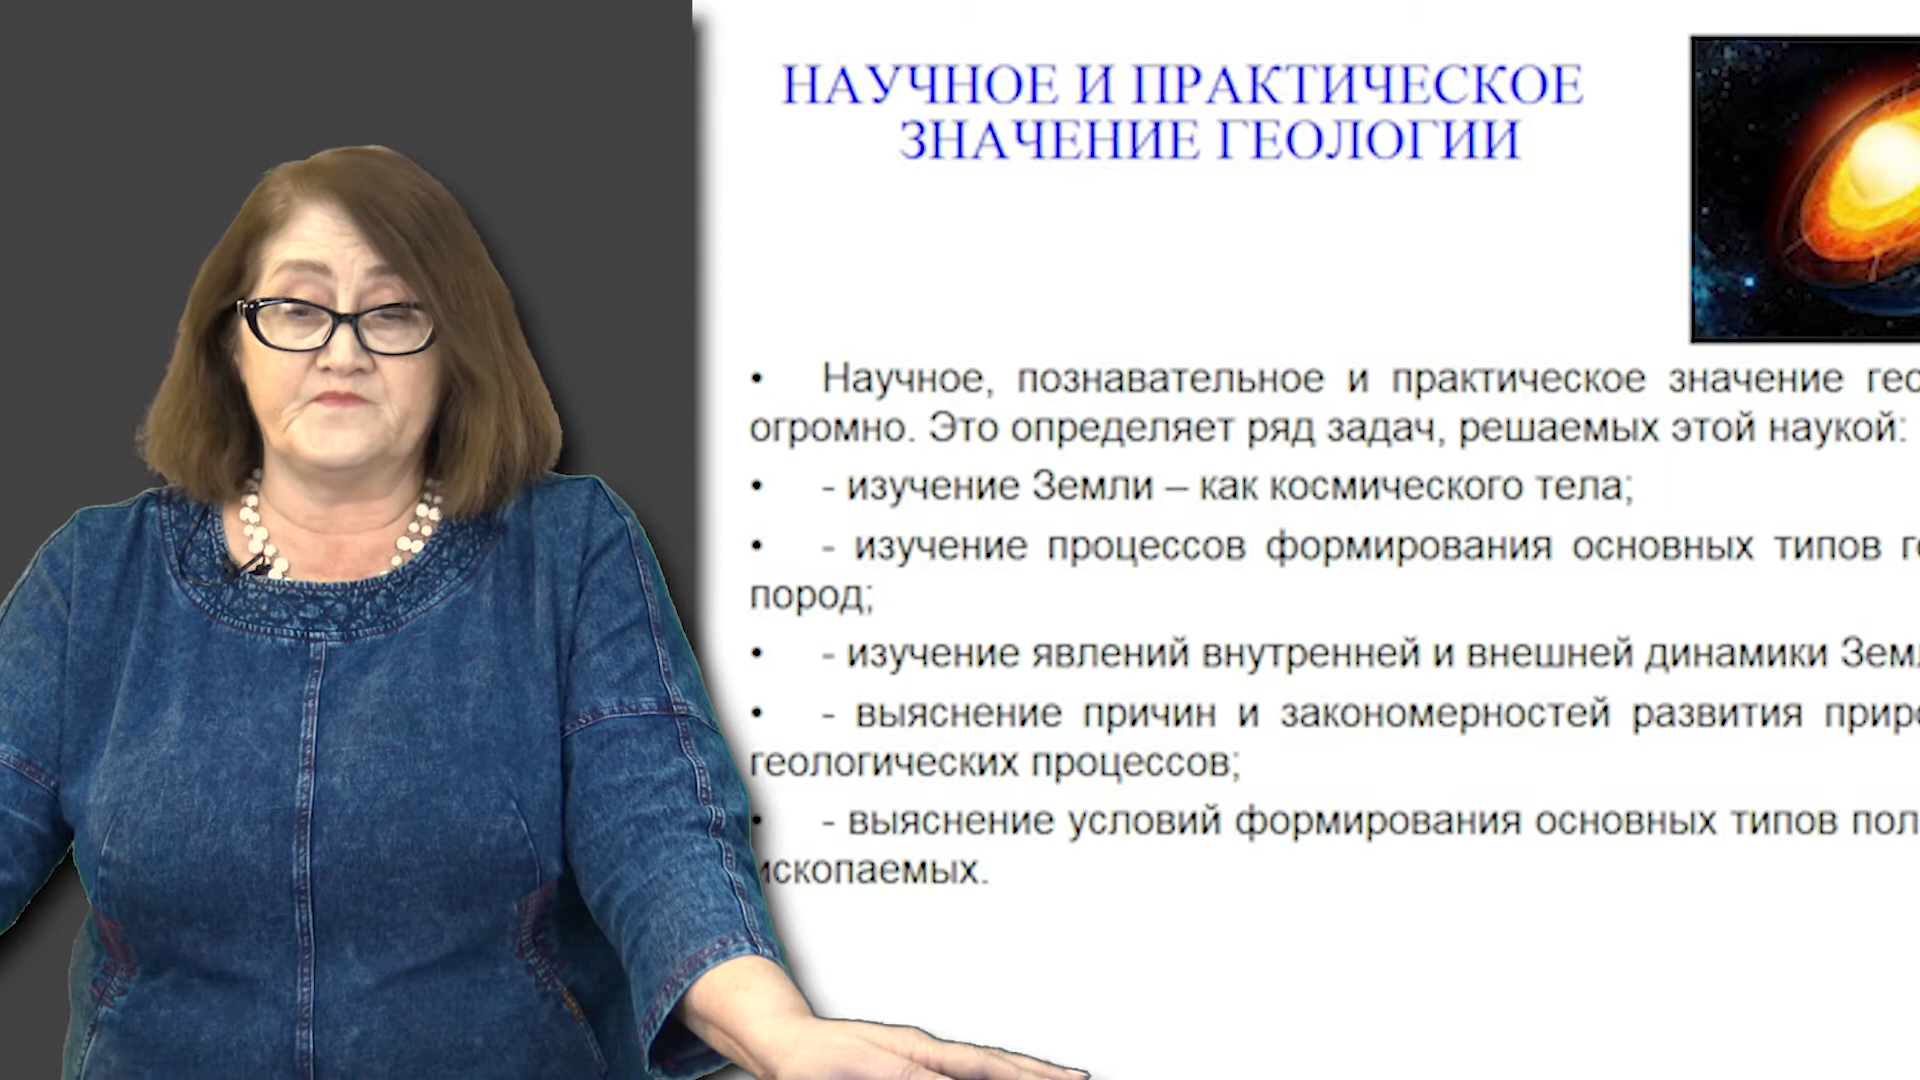 НАУЧНОЕ И ПРАКТИЧЕСКОЕ
ЗНАЧЕНИЕ ГЕОЛОГИИ
• Научное, познавательное и практическое значение
огромно. Это определяет ряд задач, решаемых этой наукой:
• - изучение Земли – как космического тела;
• - изучение процессов формирования основных типов
пород;
• - изучение явлений внутренней и внешней динамики
• - выяснение причин и закономерностей развития
геологических процессов;
• - выяснение условий формирования основных типов
ископаемых.